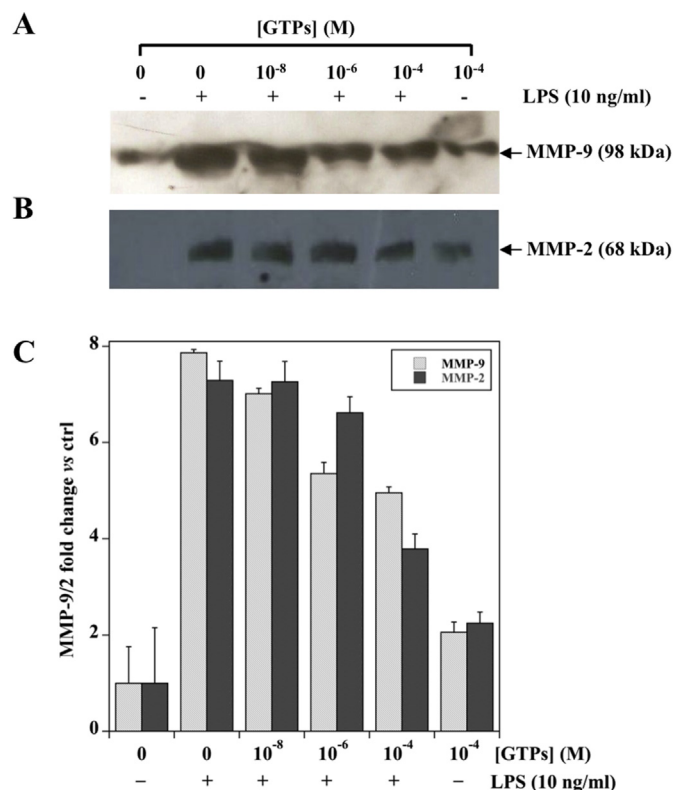 A
[GTPs] (M)
0 0 10⁻⁸ 10⁻⁶ 10⁻⁴ 10⁻⁴
- + + + + - LPS (10 ng/ml)
MMP-9 (98 kDa)
B
MMP-2 (68 kDa)
C
MMP-9
MMP-2
MMP-9/2 fold change vs ctrl
8
6
4
2
0
0 0 10⁻⁸ 10⁻⁶ 10⁻⁴ 10⁻⁴ [GTPs] (M)
– + + + + – LPS (10 ng/ml)